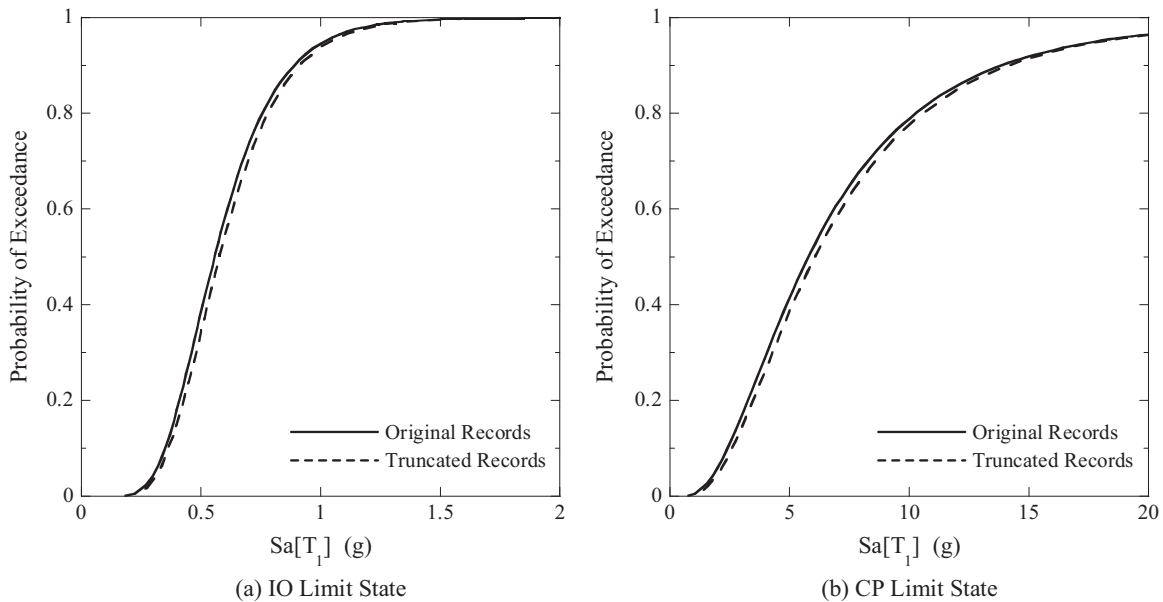 1
0.8
0.6
0.4
0.2
0
Probability of Exceedance
Original Records
Truncated Records
0 0.5 1 1.5 2
Sa[T1] (g)
(a) IO Limit State
1
0.8
0.6
0.4
0.2
0
Probability of Exceedance
Original Records
Truncated Records
0 5 10 15 20
Sa[T1] (g)
(b) CP Limit State